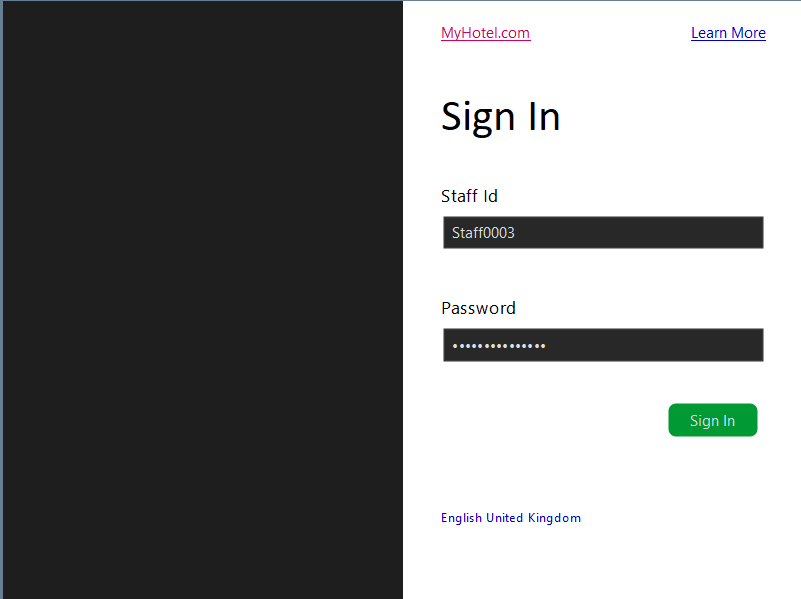 MyHotel.com Learn More
Sign In
Staff Id
Staff0003
Password
•••••••••••••••
Sign In
English United Kingdom